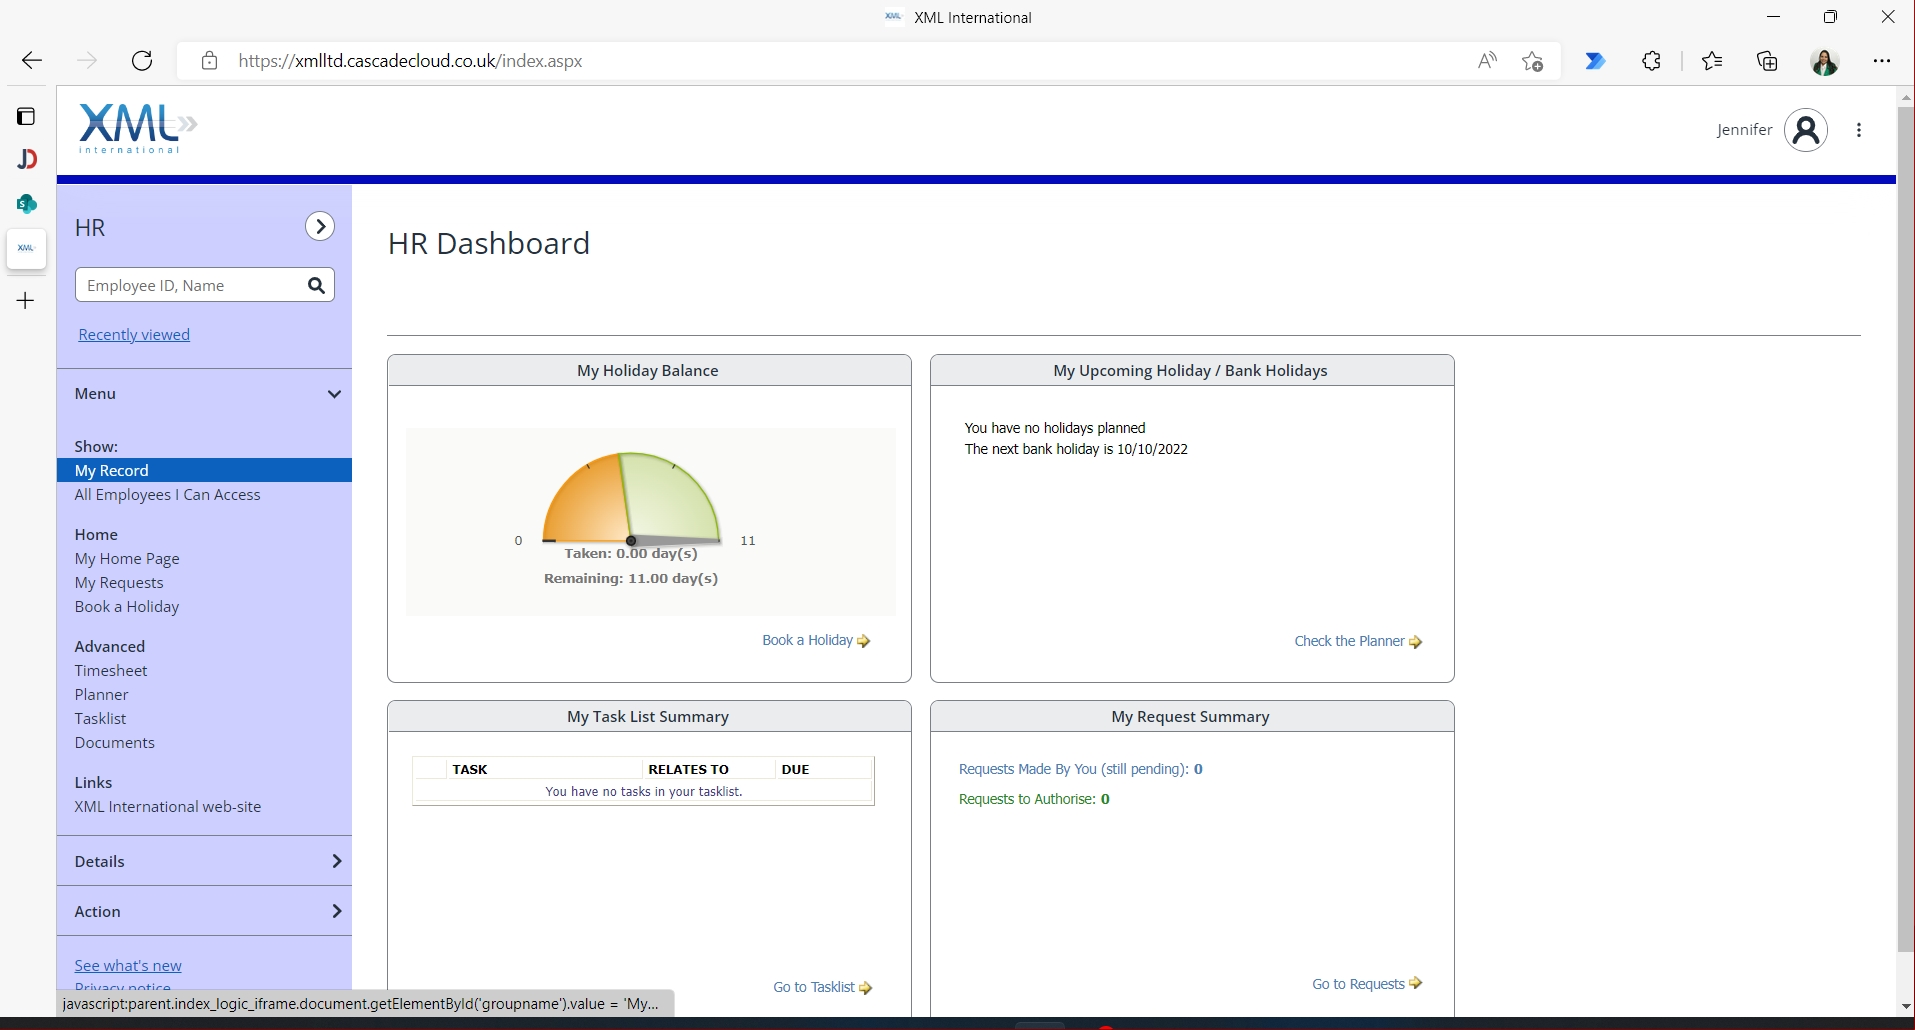 XML International
https://xmlltd.cascadecloud.co.uk/index.aspx
XML
international
Jennifer
HR
Employee ID, Name
Recently viewed
Menu
Show:
My Record
All Employees I Can Access
Home
My Home Page
My Requests
Book a Holiday
Advanced
Timesheet
Planner
Tasklist
Documents
Links
XML International web-site
Details
Action
See what's new
Privacy notice
javascript:parent.index_logic_iframe.document.getElementById('groupname').value = 'My...
HR Dashboard
My Holiday Balance
0
11
Taken: 0.00 day(s)
Remaining: 11.00 day(s)
Book a Holiday
My Upcoming Holiday / Bank Holidays
You have no holidays planned
The next bank holiday is 10/10/2022
Check the Planner
My Task List Summary
TASK RELATES TO DUE
You have no tasks in your tasklist.
Go to Tasklist
My Request Summary
Requests Made By You (still pending): 0
Requests to Authorise: 0
Go to Requests